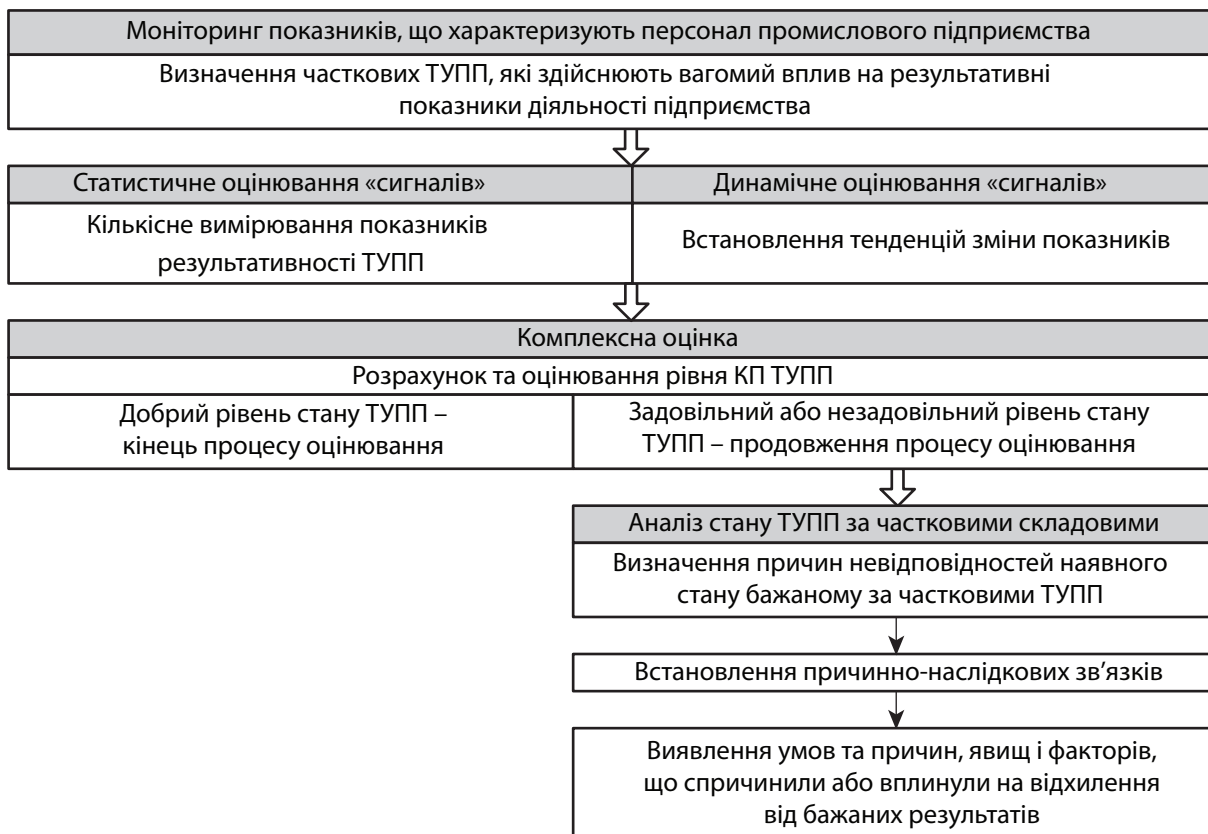 Моніторинг показників, що характеризують персонал промислового підприємства
Визначення часткових ТУПП, які здійснюють вагомий вплив на результативні
показники діяльності підприємства
Статистичне оцінювання «сигналів»
Кількісне вимірювання показників
результативності ТУПП
Динамічне оцінювання «сигналів»
Встановлення тенденцій зміни показників
Комплексна оцінка
Розрахунок та оцінювання рівня КП ТУПП
Добрий рівень стану ТУПП –
кінець процесу оцінювання
Задовільний або незадовільний рівень стану
ТУПП – продовження процесу оцінювання
Аналіз стану ТУПП за частковими складовими
Визначення причин невідповідностей наявного
стану бажаному за частковими ТУПП
Встановлення причинно-наслідкових зв’язків
Виявлення умов та причин, явищ і факторів,
що спричинили або вплинули на відхилення
від бажаних результатів